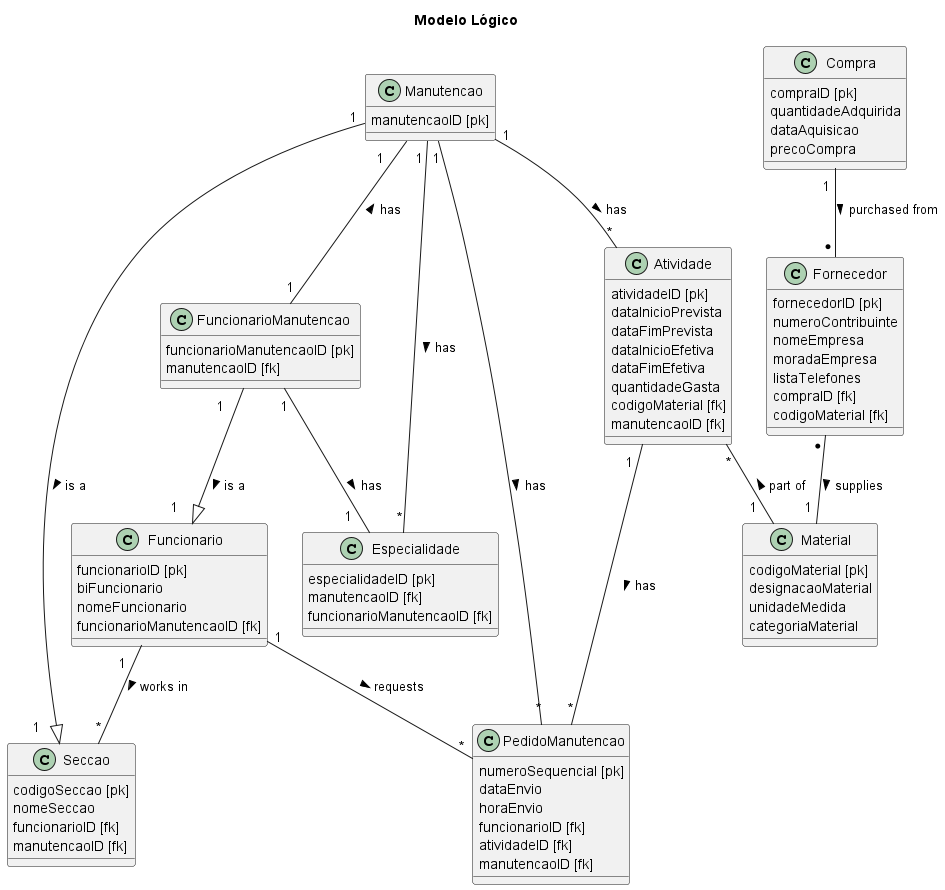 Modelo Lógico
C Manutencao
manutencaoID [pk]
C Compra
compraID [pk]
quantidadeAdquirida
dataAquisicao
precoCompra
1
1
1
1
1
1
has
has
*
purchased from
*
C Atividade
atividadeID [pk]
dataInicioPrevista
dataFimPrevista
dataInicioEfetiva
dataFimEfetiva
quantidadeGasta
codigoMaterial [fk]
manutencaoID [fk]
C Fornecedor
fornecedorID [pk]
numeroContribuinte
nomeEmpresa
moradaEmpresa
listaTelefones
compraID [fk]
codigoMaterial [fk]
1
C FuncionarioManutencao
funcionarioManutencaoID [pk]
manutencaoID [fk]
has
1
1
1
*
is a
is a
has
has
part of
supplies
1
1
*
1
1
C Funcionario
funcionarioID [pk]
biFuncionario
nomeFuncionario
funcionarioManutencaoID [fk]
C Especialidade
especialidadeID [pk]
manutencaoID [fk]
funcionarioManutencaoID [fk]
C Material
codigoMaterial [pk]
designacaoMaterial
unidadeMedida
categoriaMaterial
has
1
1
works in
requests
1
*
*
*
*
C Seccao
codigoSeccao [pk]
nomeSeccao
funcionarioID [fk]
manutencaoID [fk]
C PedidoManutencao
numeroSequencial [pk]
dataEnvio
horaEnvio
funcionarioID [fk]
atividadeID [fk]
manutencaoID [fk]